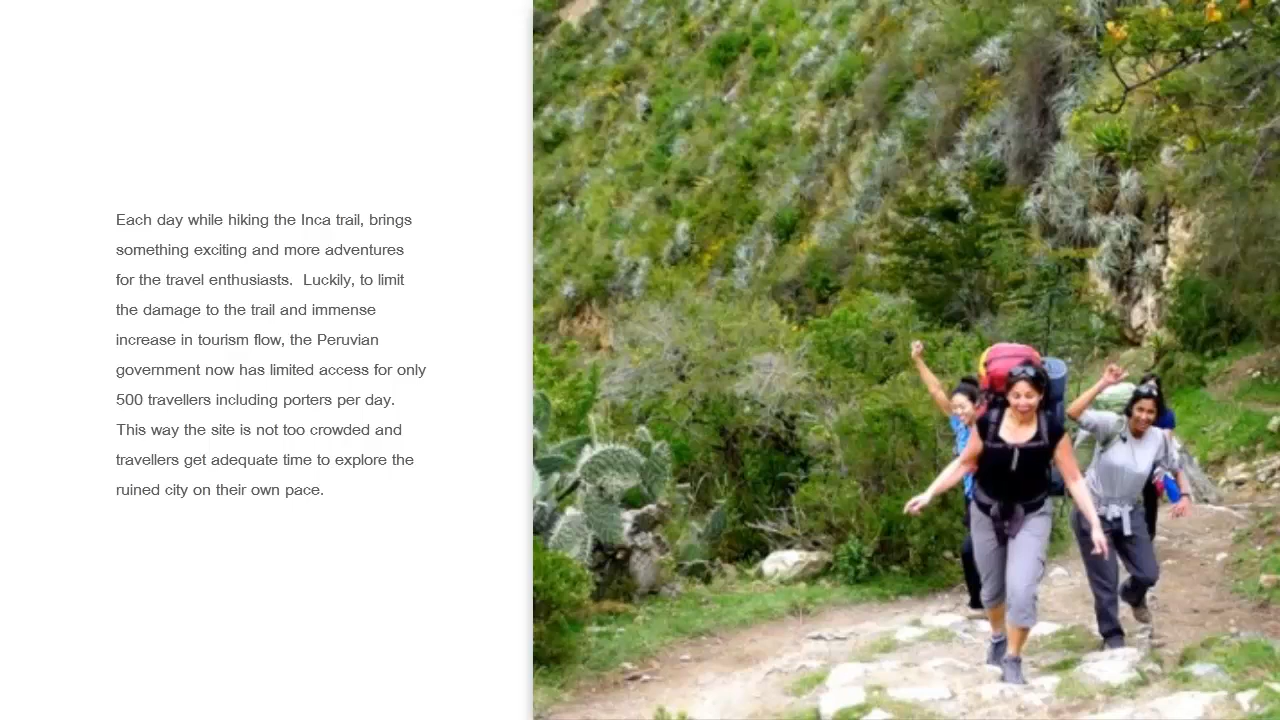 Each day while hiking the Inca trail, brings
something exciting and more adventures
for the travel enthusiasts.  Luckily, to limit
the damage to the trail and immense
increase in tourism flow, the Peruvian
government now has limited access for only
500 travellers including porters per day.
This way the site is not too crowded and
travellers get adequate time to explore the
ruined city on their own pace.